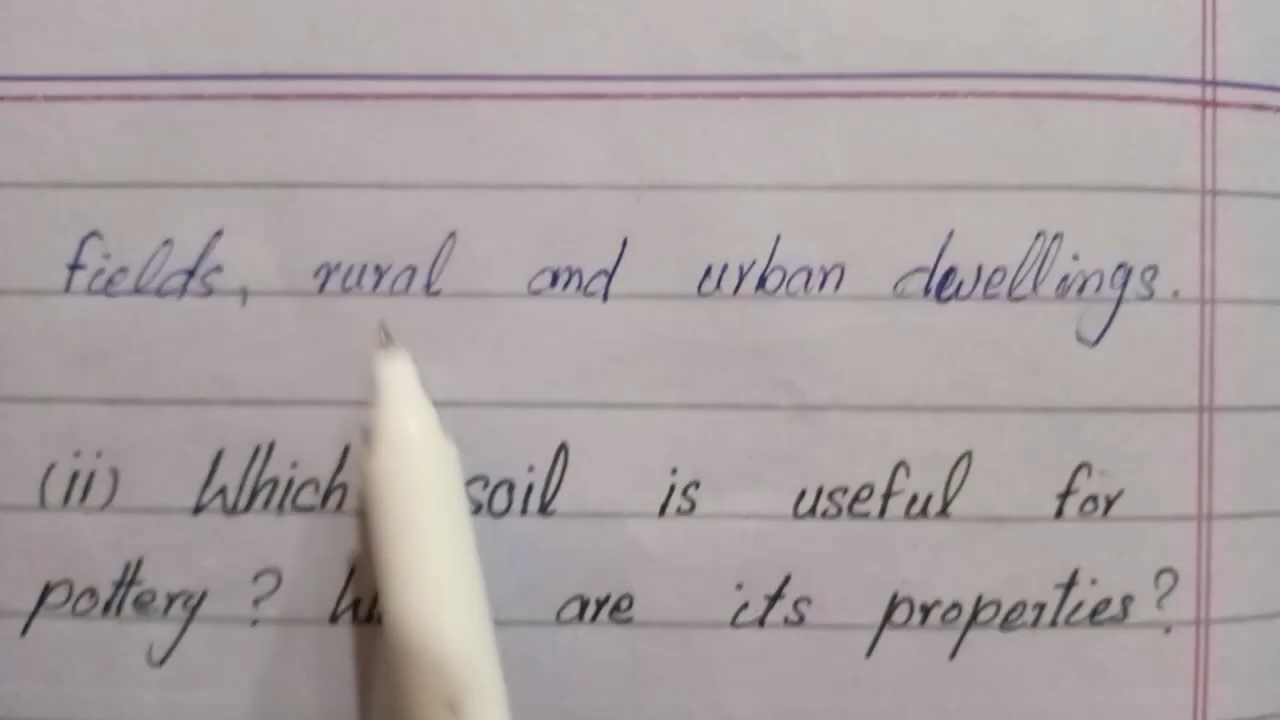 fields, rural and urban dwellings.
(ii) Which soil is useful for
pottery? are its properties?